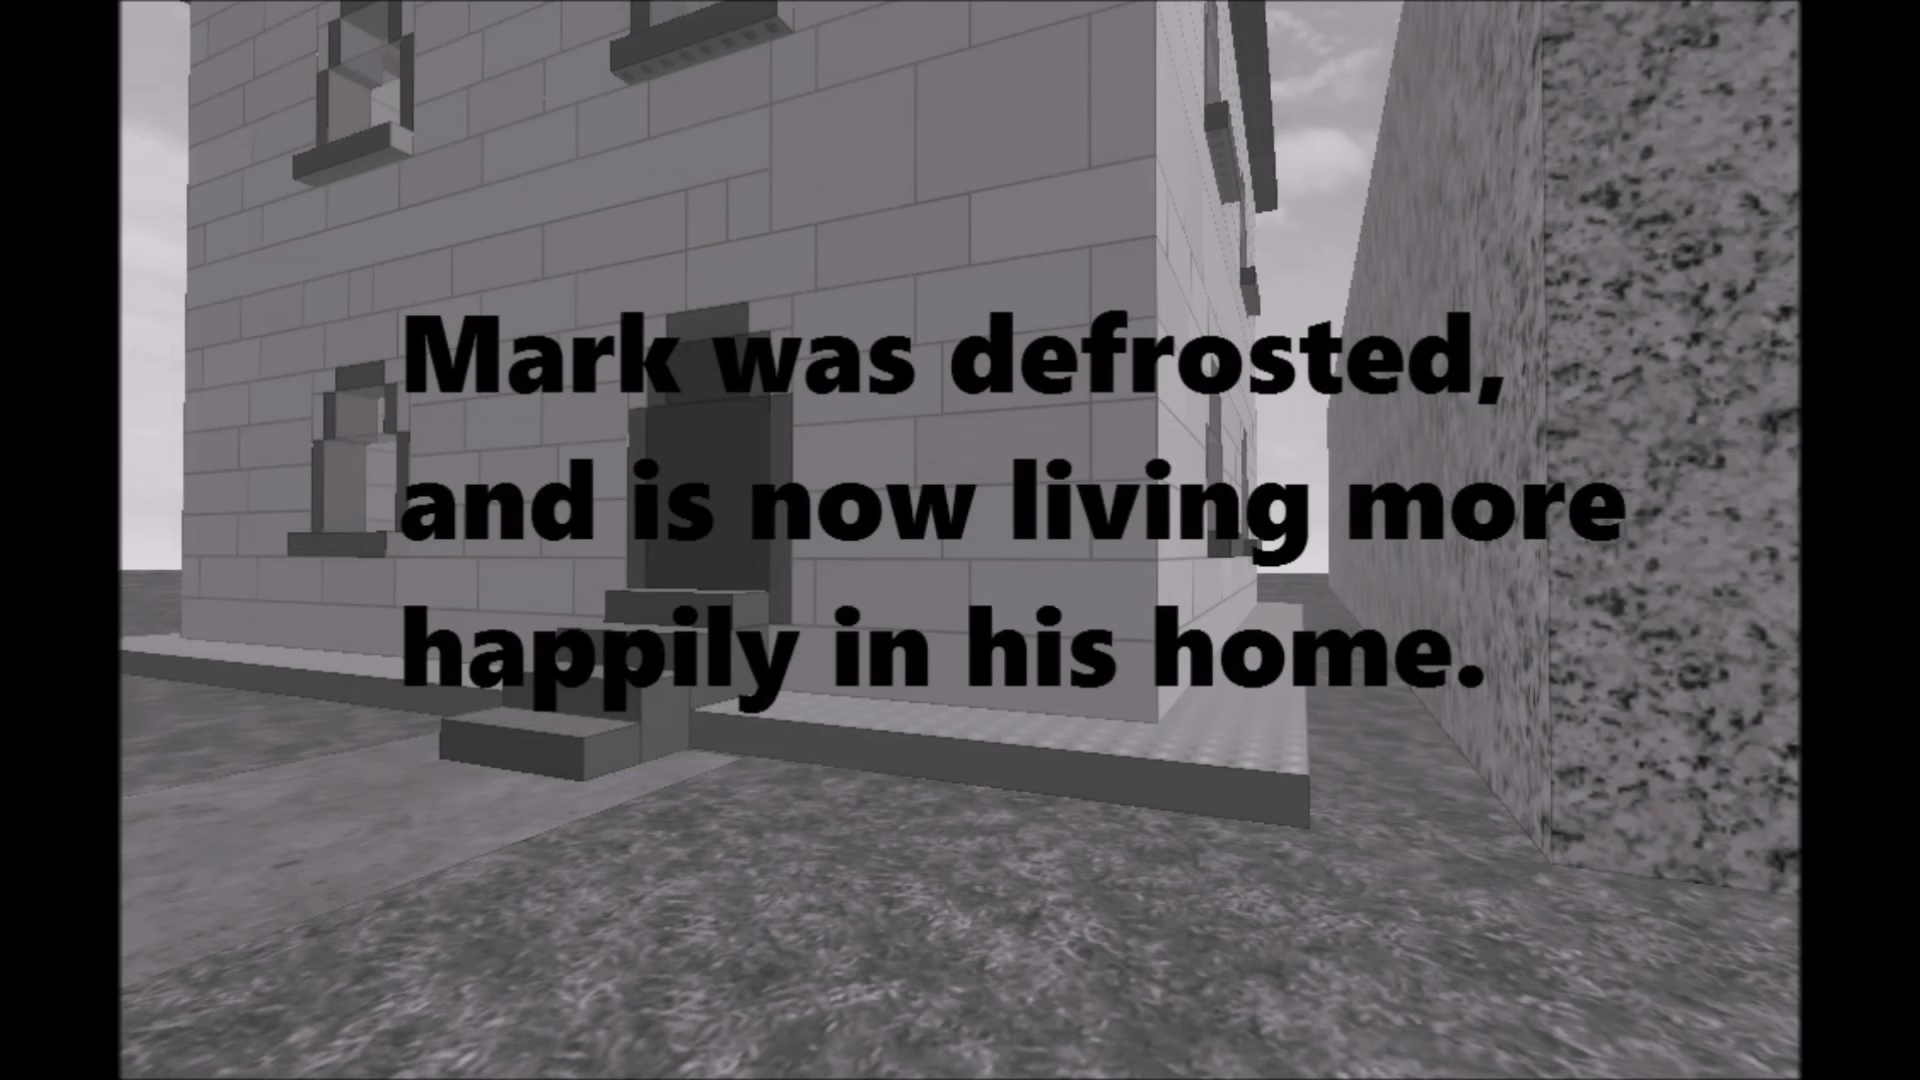 Mark was defrosted,
and is now living more
happily in his home.